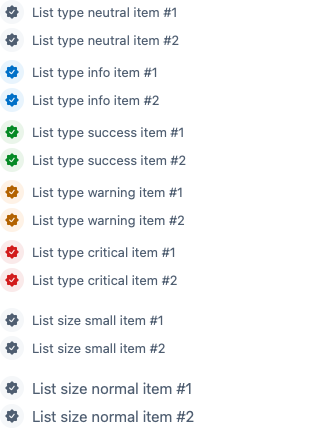 List type neutral item #1
List type neutral item #2
List type info item #1
List type info item #2
List type success item #1
List type success item #2
List type warning item #1
List type warning item #2
List type critical item #1
List type critical item #2
List size small item #1
List size small item #2
List size normal item #1
List size normal item #2